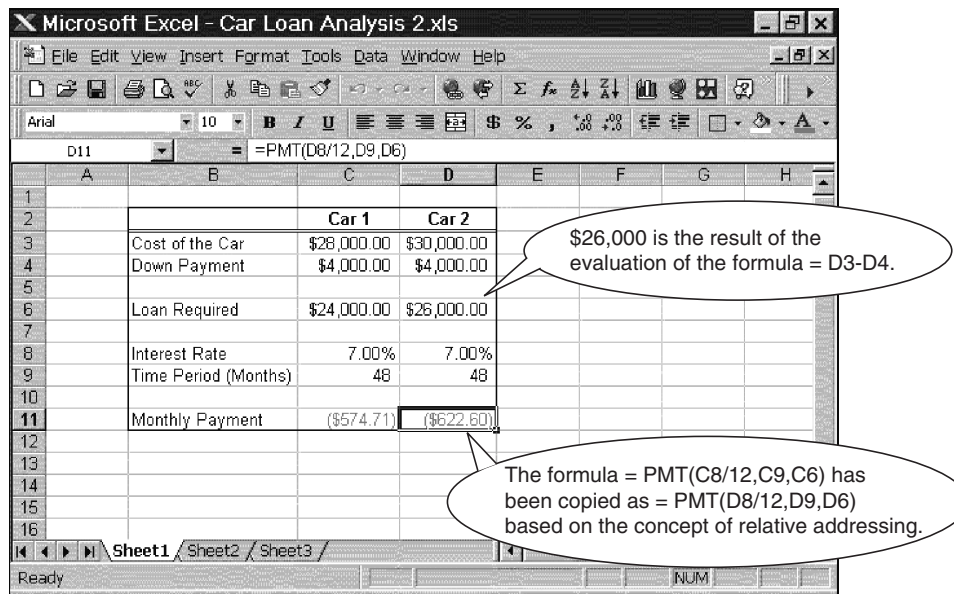 Microsoft Excel - Car Loan Analysis 2.xls
File Edit View Insert Format Tools Data Window Help
ABC
Arial 10 B I U $ % ,
D11 = =PMT(D8/12,D9,D6)
A B C D E F G H
1
2 Car 1 Car 2
3 Cost of the Car $28,000.00 $30,000.00
4 Down Payment $4,000.00 $4,000.00
5
6 Loan Required $24,000.00 $26,000.00
7
8 Interest Rate 7.00% 7.00%
9 Time Period (Months) 48 48
10
11 Monthly Payment ($574.71) ($622.60)
12
13
14
15
16
$26,000 is the result of the
evaluation of the formula = D3-D4.
The formula = PMT(C8/12,C9,C6) has
been copied as = PMT(D8/12,D9,D6)
based on the concept of relative addressing.
Sheet1 Sheet2 Sheet3
Ready NUM